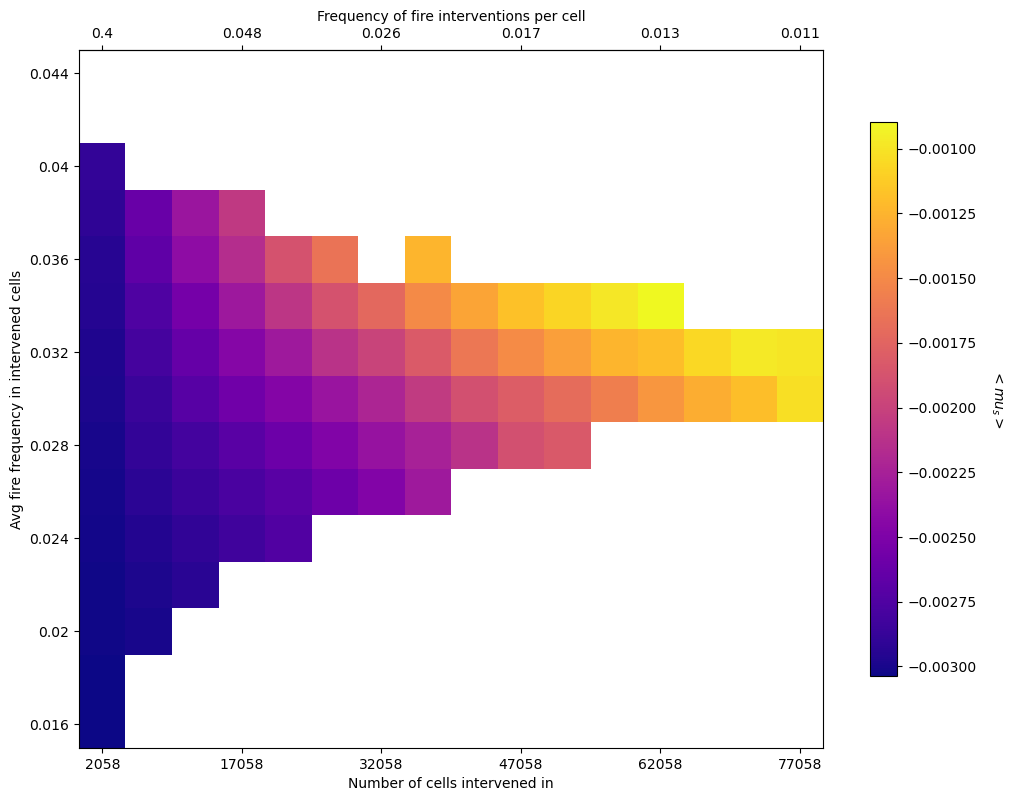 Frequency of fire interventions per cell
0.4 0.048 0.026 0.017 0.013 0.011
Avg fire frequency in intervened cells
0.044
0.04
0.036
0.032
0.028
0.024
0.02
0.016
2058 17058 32058 47058 62058 77058
Number of cells intervened in
−0.00100
−0.00125
−0.00150
−0.00175
−0.00200
−0.00225
−0.00250
−0.00275
−0.00300
< mu_s >